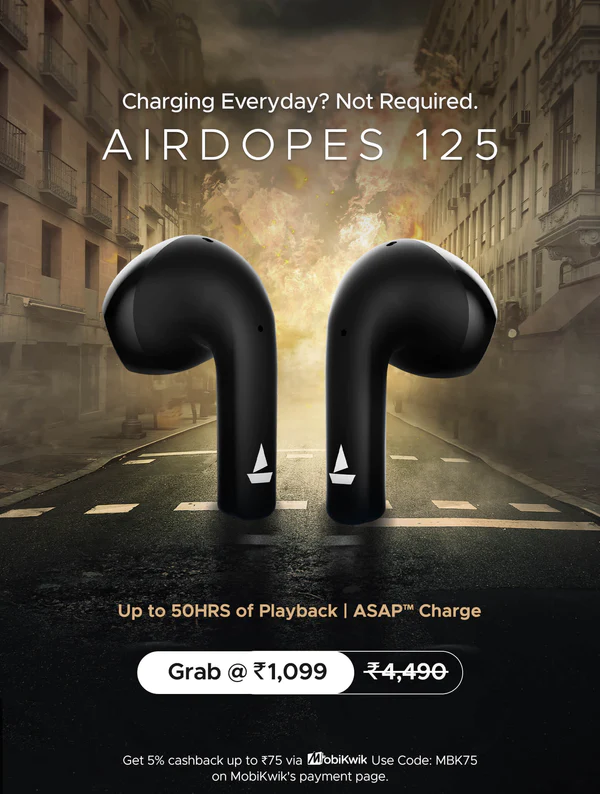 Charging Everyday? Not Required.
AIRDOPES 125
Up to 50HRS of Playback | ASAP™ Charge
Grab @ ₹1,099 ₹4,490
Get 5% cashback up to ₹75 via MobiKwik Use Code: MBK75
on MobiKwik's payment page.